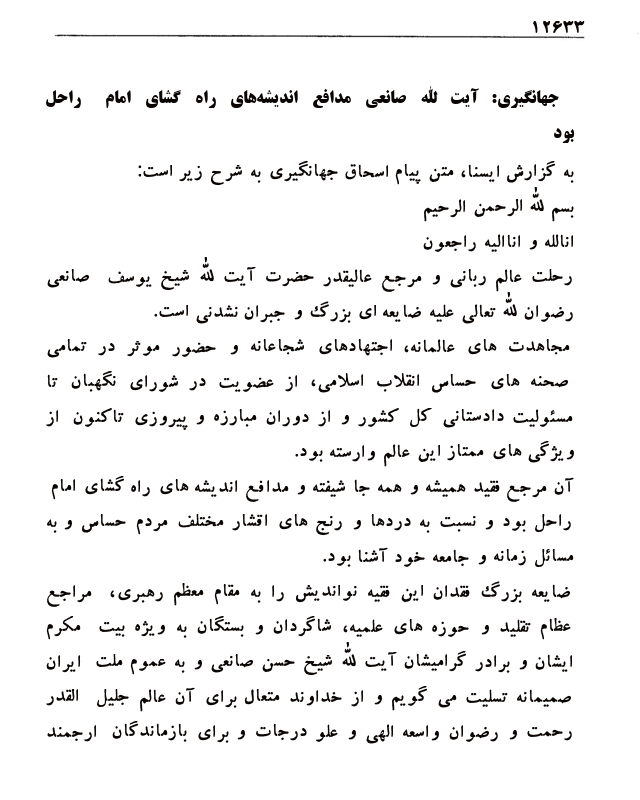 ۱۲۶۳۳
جهانگیری: آیت الله صانعی مدافع اندیشه‌های راه گشای امام راحل
بود
به گزارش ایسنا، متن پیام اسحاق جهانگیری به شرح زیر است:
بسم الله الرحمن الرحیم
انالله و اناالیه راجعون
رحلت عالم ربانی و مرجع عالیقدر حضرت آیت الله شیخ یوسف صانعی
رضوان الله تعالی علیه ضایعه ای بزرگ و جبران نشدنی است.
مجاهدت های عالمانه، اجتهادهای شجاعانه و حضور موثر در تمامی
صحنه های حساس انقلاب اسلامی، از عضویت در شورای نگهبان تا
مسئولیت دادستانی کل کشور و از دوران مبارزه و پیروزی تاکنون از
ویژگی های ممتاز این عالم وارسته بود.
آن مرجع فقید همیشه و همه جا شیفته و مدافع اندیشه های راه گشای امام
راحل بود و نسبت به دردها و رنج های اقشار مختلف مردم حساس و به
مسائل زمانه و جامعه خود آشنا بود.
ضایعه بزرگ فقدان این فقیه نواندیش را به مقام معظم رهبری، مراجع
عظام تقلید و حوزه های علمیه، شاگردان و بستگان به ویژه بیت مکرم
ایشان و برادر گرامیشان آیت الله شیخ حسن صانعی و به عموم ملت ایران
صمیمانه تسلیت می گویم و از خداوند متعال برای آن عالم جلیل القدر
رحمت و رضوان واسعه الهی و علو درجات و برای بازماندگان ارجمند